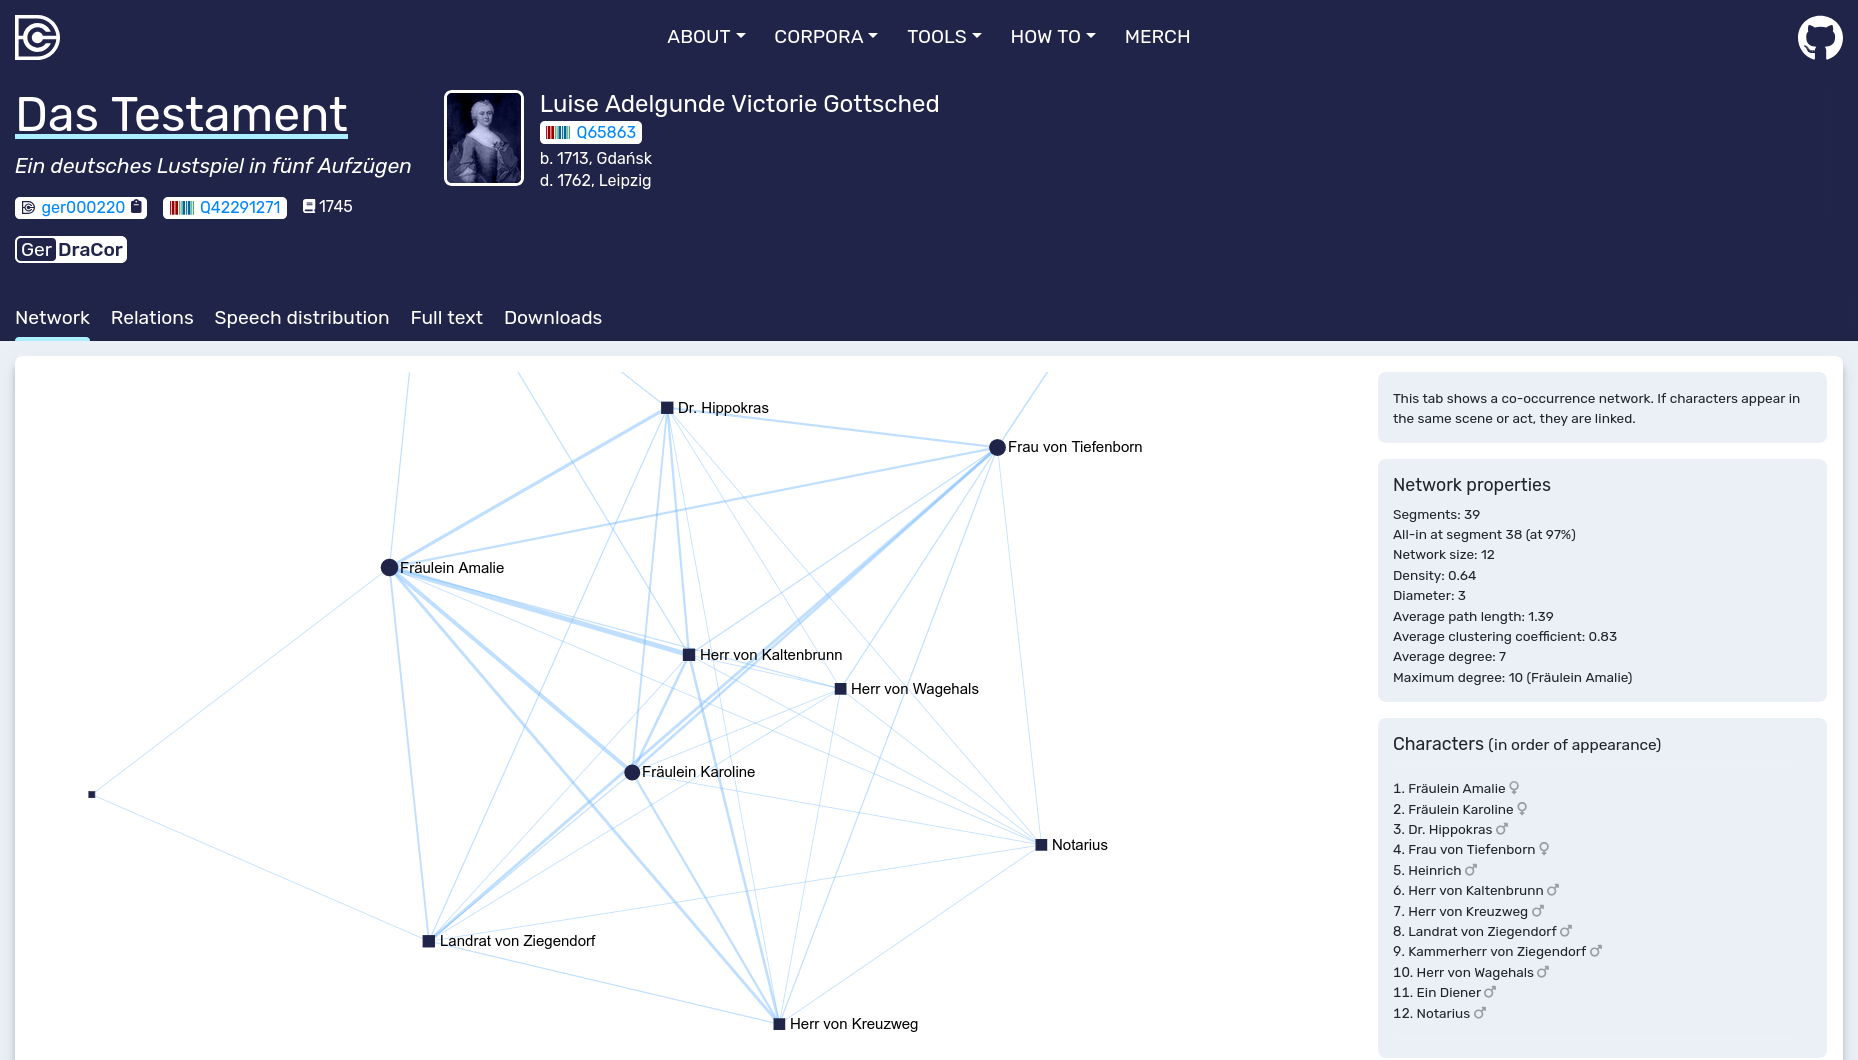 ABOUT CORPORA TOOLS HOW TO MERCH
Das Testament
Ein deutsches Lustspiel in fünf Aufzügen
ger000220 Q42291271 1745
GerDraCor
Luise Adelgunde Victorie Gottsched
Q65863
b. 1713, Gdańsk
d. 1762, Leipzig
Network Relations Speech distribution Full text Downloads
Dr. Hippokras
Frau von Tiefenborn
Fräulein Amalie
Herr von Kaltenbrunn
Herr von Wagehals
Fräulein Karoline
Notarius
Landrat von Ziegendorf
Herr von Kreuzweg
This tab shows a co-occurrence network. If characters appear in
the same scene or act, they are linked.
Network properties
Segments: 39
All-in at segment 38 (at 97%)
Network size: 12
Density: 0.64
Diameter: 3
Average path length: 1.39
Average clustering coefficient: 0.83
Average degree: 7
Maximum degree: 10 (Fräulein Amalie)
Characters (in order of appearance)
1. Fräulein Amalie ♀
2. Fräulein Karoline ♀
3. Dr. Hippokras ♂
4. Frau von Tiefenborn ♀
5. Heinrich ♂
6. Herr von Kaltenbrunn ♂
7. Herr von Kreuzweg ♂
8. Landrat von Ziegendorf ♂
9. Kammerherr von Ziegendorf ♂
10. Herr von Wagehals ♂
11. Ein Diener ♂
12. Notarius ♂